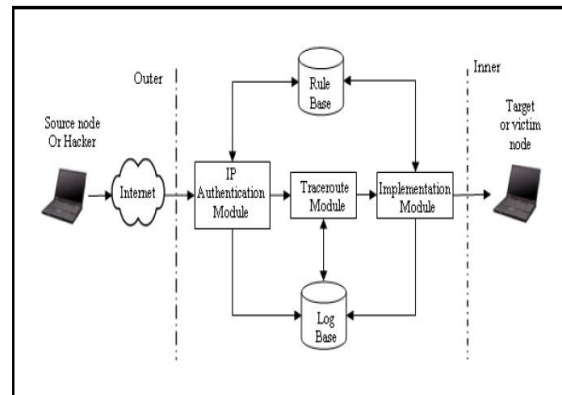 Outer
Inner
Rule
Base
Source node
Or Hacker
Target
or victim
node
Internet
IP
Authentication
Module
Traceroute
Module
Implementation
Module
Log
Base